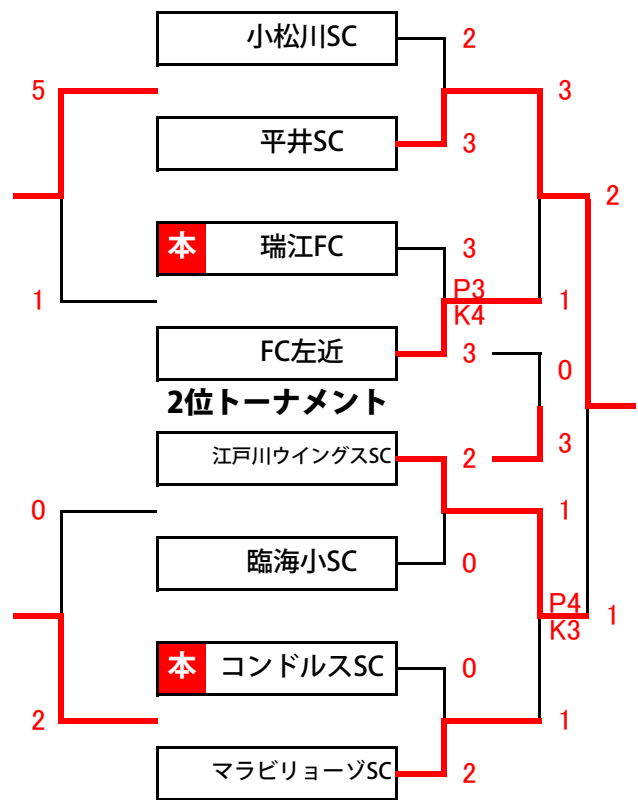 小松川SC
2
5
3
平井SC
3
2
本
瑞江FC
3
1
P3
K4
1
FC左近
3
0
2位トーナメント
3
江戸川ウイングスSC
2
0
1
臨海小SC
0
P4
K3
1
本
コンドルスSC
0
2
1
マラビリョーゾSC
2